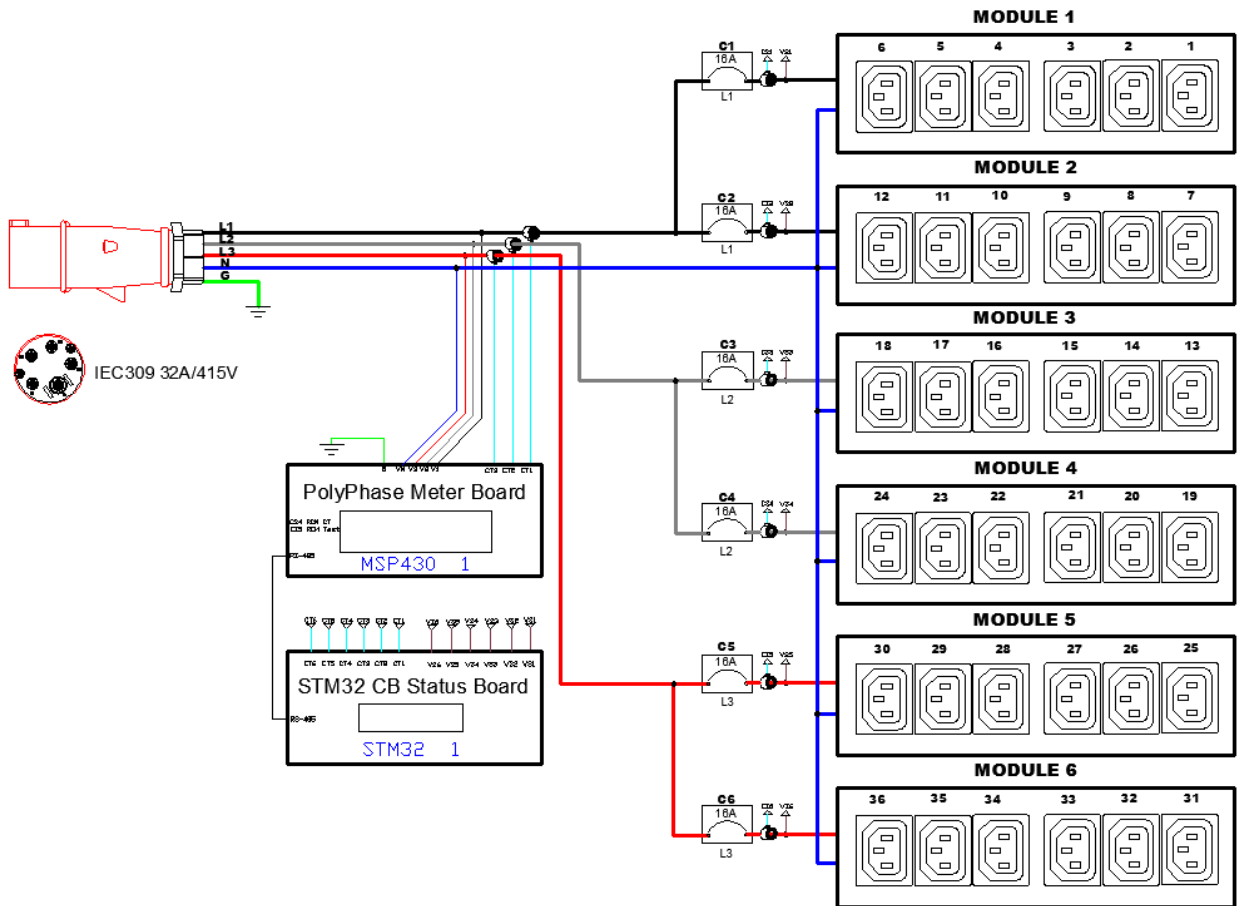 MODULE 1
C1
16A
L1
6 5 4 3 2 1
MODULE 2
C2
16A
L1
12 11 10 9 8 7
L1
L2
L3
N
G
MODULE 3
C3
16A
L2
18 17 16 15 14 13
IEC309 32A/415V
MODULE 4
C4
16A
L2
24 23 22 21 20 19
CT3 CT2 CT1
PolyPhase Meter Board
MSP430 1
MODULE 5
C5
16A
L3
30 29 28 27 26 25
STM32 CB Status Board
RS-485
STM32 1
MODULE 6
C6
16A
L3
36 35 34 33 32 31